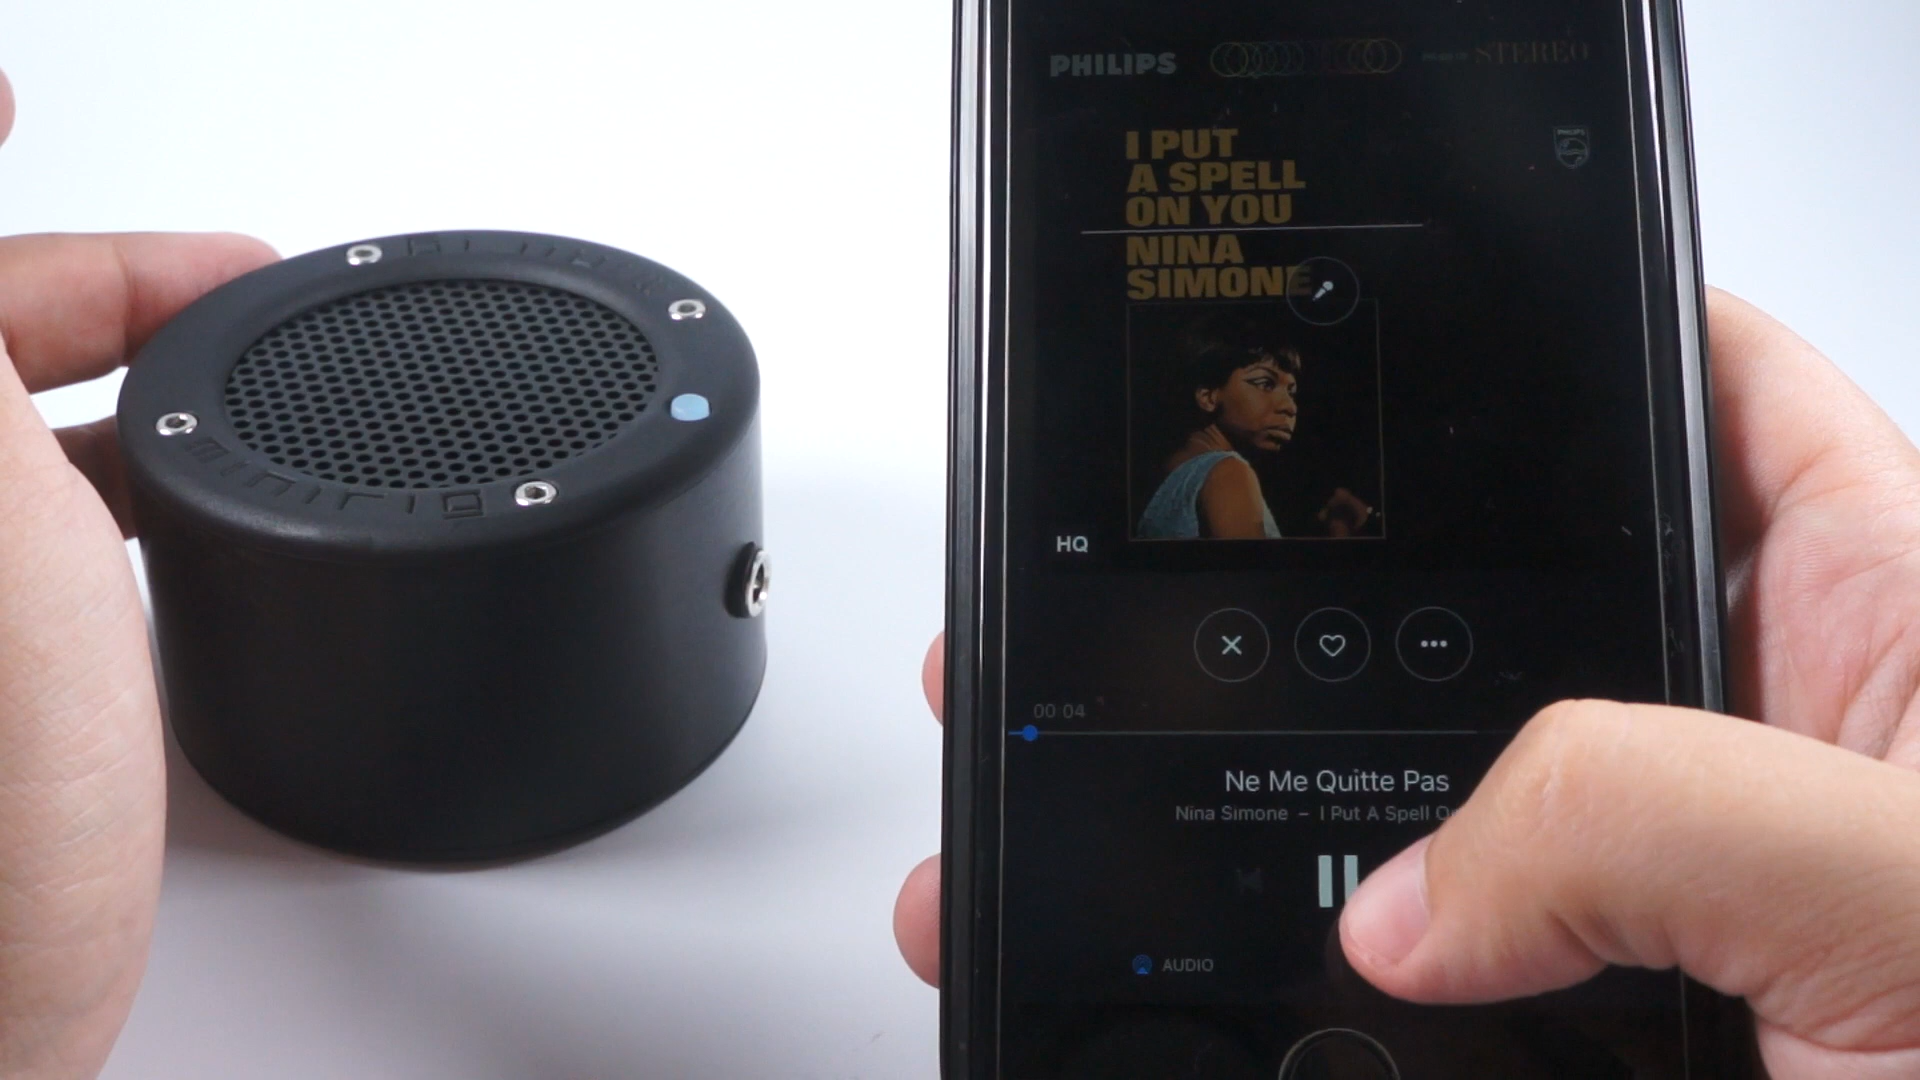 minirig
PHILIPS
STEREO
PHILIPS
I PUT
A SPELL
ON YOU
NINA
SIMONE
HQ
00:04
Ne Me Quitte Pas
Nina Simone – I Put A Spell
AUDIO